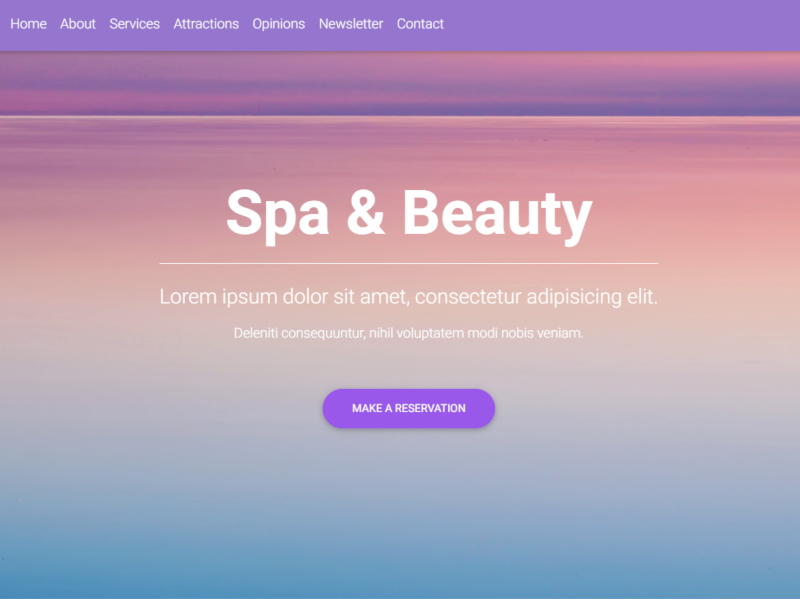 Home About Services Attractions Opinions Newsletter Contact
Spa & Beauty
Lorem ipsum dolor sit amet, consectetur adipisicing elit.
Deleniti consequuntur, nihil voluptatem modi nobis veniam.
MAKE A RESERVATION